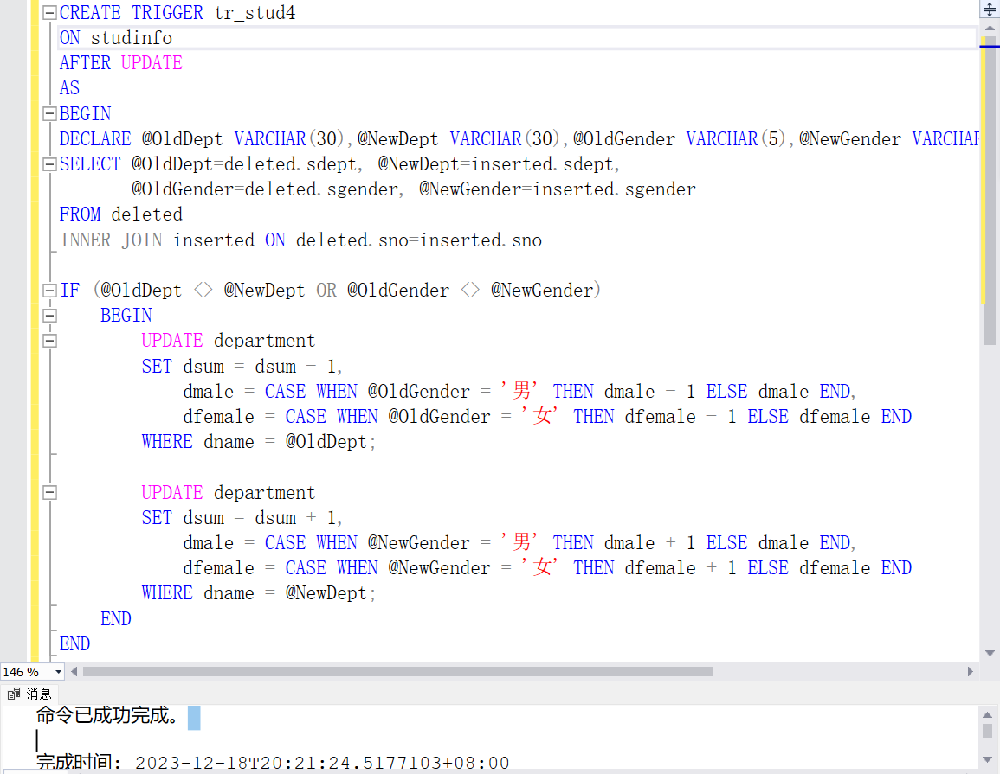 CREATE TRIGGER tr_stud4
ON studinfo
AFTER UPDATE
AS
BEGIN
DECLARE @OldDept VARCHAR(30),@NewDept VARCHAR(30),@OldGender VARCHAR(5),@NewGender VARCHAR
SELECT @OldDept=deleted.sdept, @NewDept=inserted.sdept,
@OldGender=deleted.sgender, @NewGender=inserted.sgender
FROM deleted
INNER JOIN inserted ON deleted.sno=inserted.sno
IF (@OldDept <> @NewDept OR @OldGender <> @NewGender)
BEGIN
UPDATE department
SET dsum = dsum - 1,
dmale = CASE WHEN @OldGender = '男' THEN dmale - 1 ELSE dmale END,
dfemale = CASE WHEN @OldGender = '女' THEN dfemale - 1 ELSE dfemale END
WHERE dname = @OldDept;
UPDATE department
SET dsum = dsum + 1,
dmale = CASE WHEN @NewGender = '男' THEN dmale + 1 ELSE dmale END,
dfemale = CASE WHEN @NewGender = '女' THEN dfemale + 1 ELSE dfemale END
WHERE dname = @NewDept;
END
END
146 %
消息
命令已成功完成。
完成时间: 2023-12-18T20:21:24.5177103+08:00